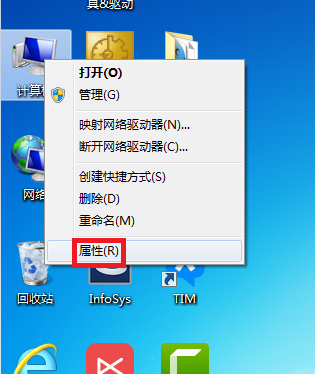 具&驱动
计算机
打开(O)
管理(G)
映射网络驱动器(N)...
断开网络驱动器(C)...
创建快捷方式(S)
删除(D)
重命名(M)
属性(R)
网络
回收站
InfoSys
TIM